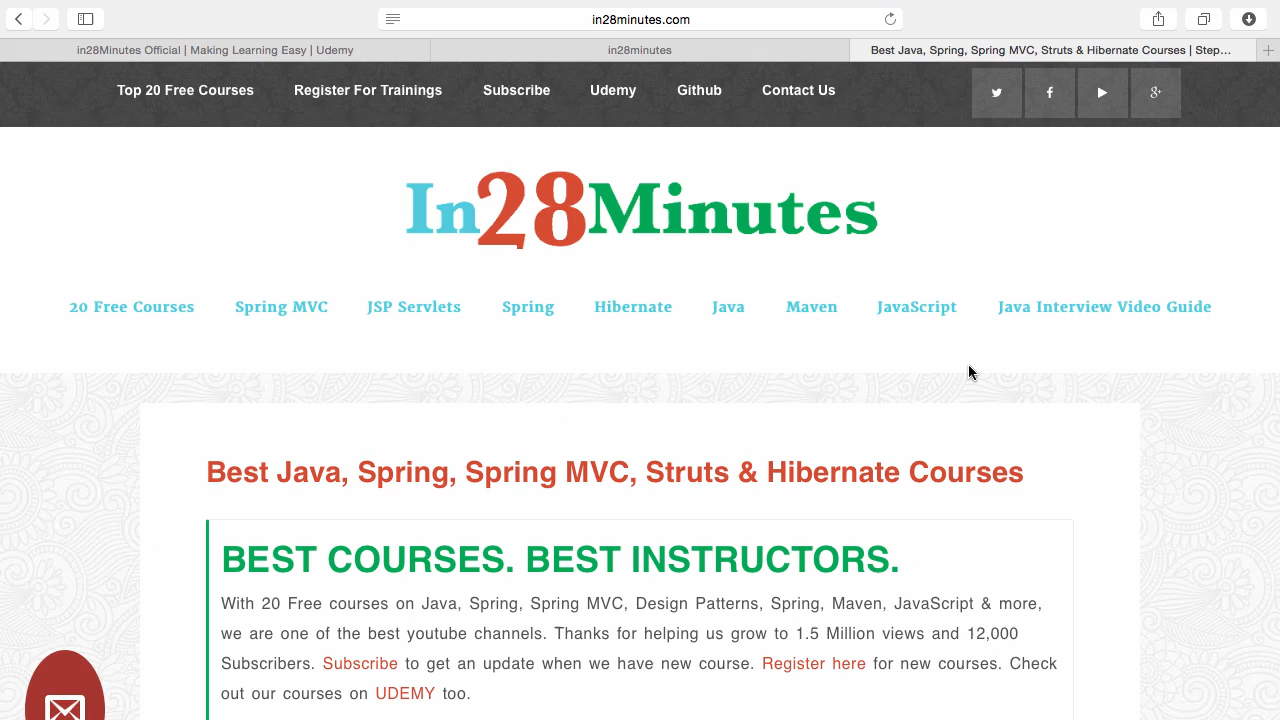 in28minutes.com
in28Minutes Official | Making Learning Easy | Udemy
in28minutes
Best Java, Spring, Spring MVC, Struts & Hibernate Courses | Step...
Top 20 Free Courses
Register For Trainings
Subscribe
Udemy
Github
Contact Us
In28Minutes
20 Free Courses
Spring MVC
JSP Servlets
Spring
Hibernate
Java
Maven
JavaScript
Java Interview Video Guide
Best Java, Spring, Spring MVC, Struts & Hibernate Courses
BEST COURSES. BEST INSTRUCTORS.
With 20 Free courses on Java, Spring, Spring MVC, Design Patterns, Spring, Maven, JavaScript & more,
we are one of the best youtube channels. Thanks for helping us grow to 1.5 Million views and 12,000
Subscribers. Subscribe to get an update when we have new course. Register here for new courses. Check
out our courses on UDEMY too.